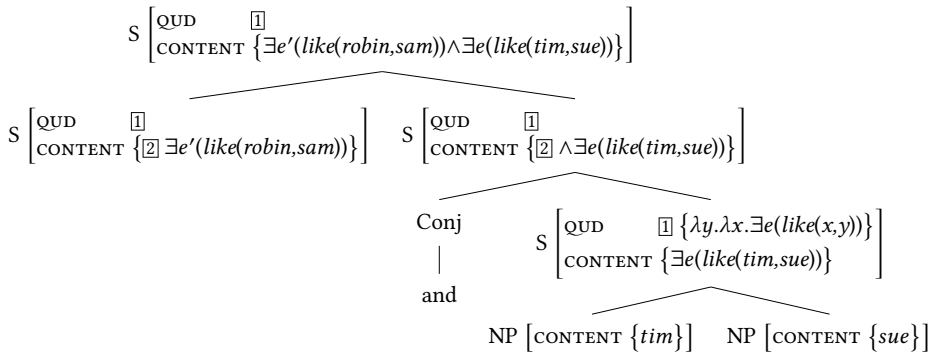 S [QUD [1]
CONTENT {∃e′(like(robin,sam))∧∃e(like(tim,sue))}]
S [QUD [1]
CONTENT {[2] ∃e′(like(robin,sam))}]
S [QUD [1]
CONTENT {[2] ∧∃e(like(tim,sue))}]
Conj
and
S [QUD [1] {λy.λx.∃e(like(x,y))}
CONTENT {∃e(like(tim,sue))}]
NP [CONTENT {tim}] NP [CONTENT {sue}]